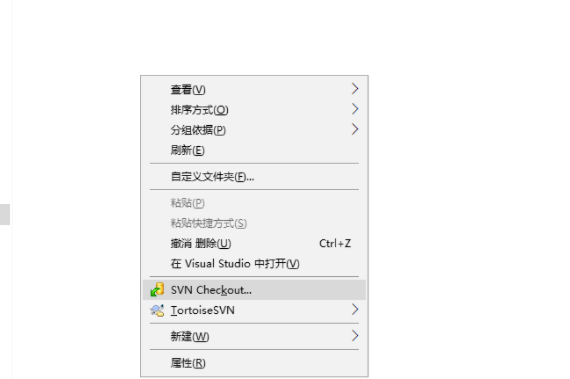 查看(V)
排序方式(O)
分组依据(P)
刷新(E)
自定义文件夹(F)...
粘贴(P)
粘贴快捷方式(S)
撤消 删除(U) Ctrl+Z
在 Visual Studio 中打开(V)
SVN Checkout...
TortoiseSVN
新建(W)
属性(R)